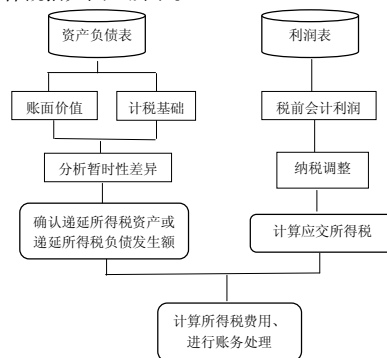 资产负债表
利润表
账面价值
计税基础
税前会计利润
分析暂时性差异
纳税调整
确认递延所得税资产或
递延所得税负债发生额
计算应交所得税
计算所得税费用、
进行账务处理